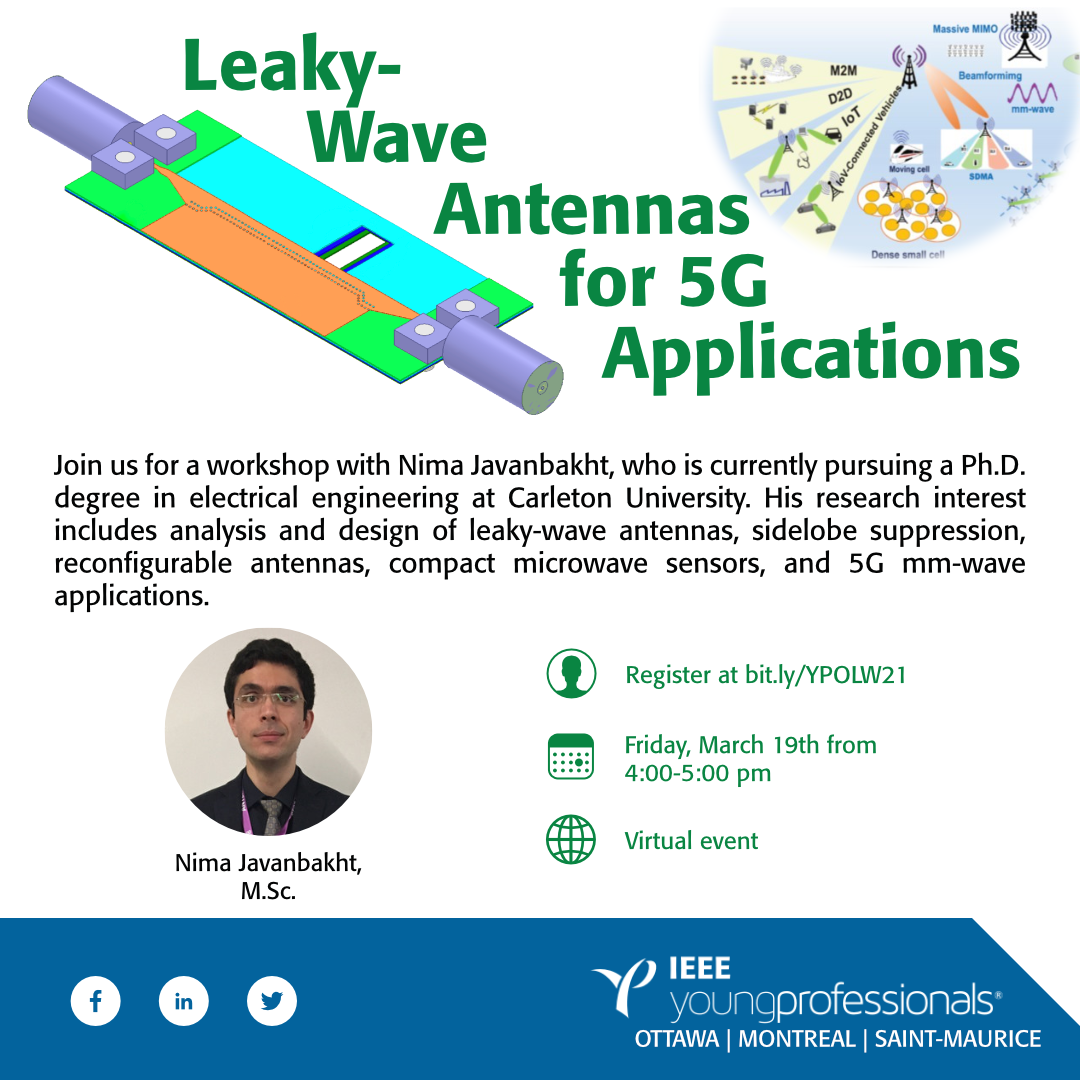 Leaky-
Wave
Antennas
for 5G
Applications
Massive MIMO
M2M
Beamforming
D2D
mm-wave
IoT
IoV-Connected Vehicles
Moving cell
SDMA
Dense small cell
Join us for a workshop with Nima Javanbakht, who is currently pursuing a Ph.D.
degree in electrical engineering at Carleton University. His research interest
includes analysis and design of leaky-wave antennas, sidelobe suppression,
reconfigurable antennas, compact microwave sensors, and 5G mm-wave
applications.
Nima Javanbakht,
M.Sc.
Register at bit.ly/YPOLW21
Friday, March 19th from
4:00-5:00 pm
Virtual event
IEEE
youngprofessionals®
OTTAWA | MONTREAL | SAINT-MAURICE